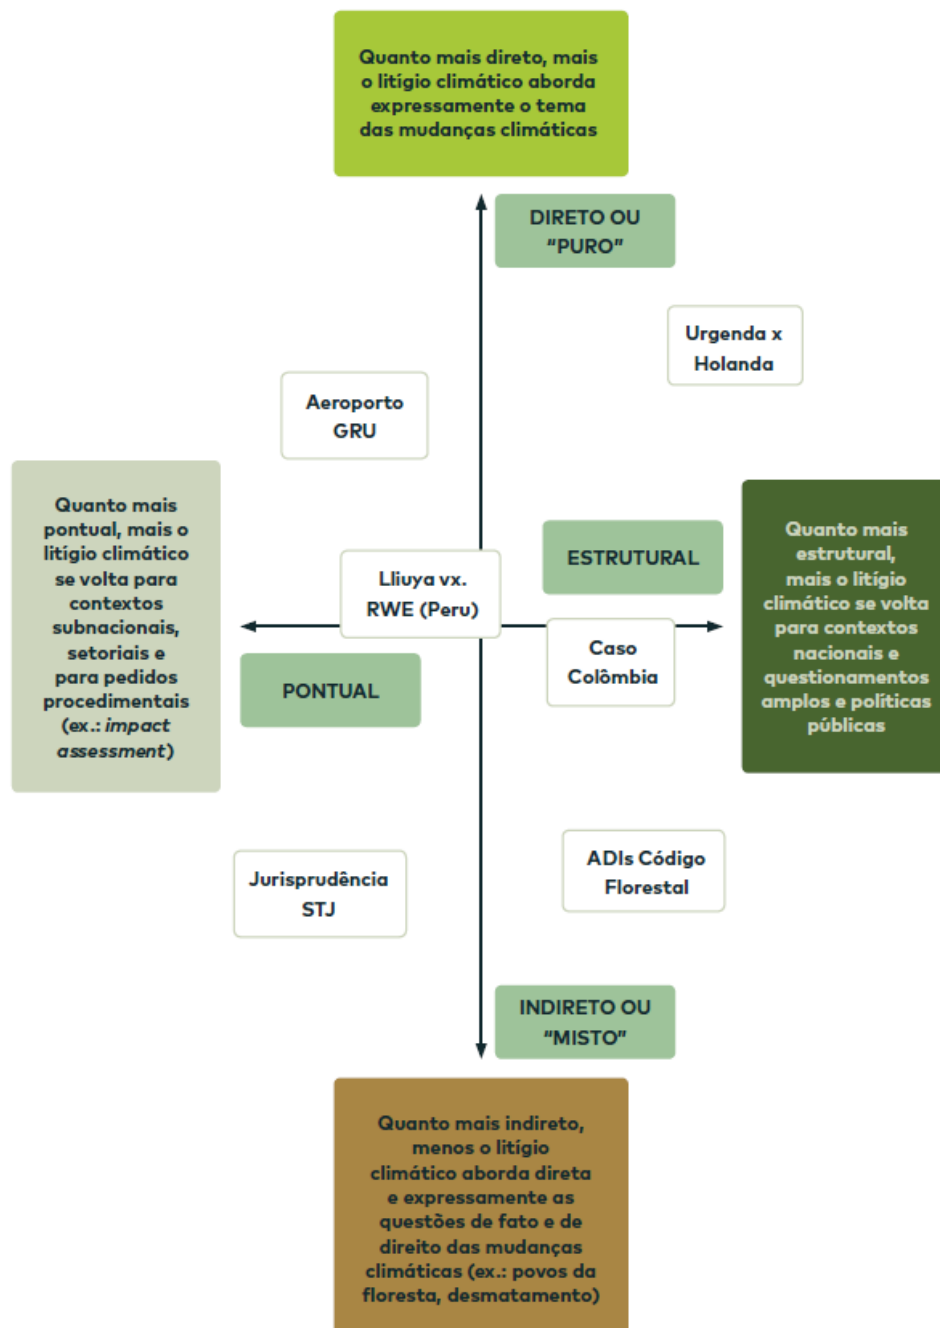 Quanto mais direto, mais
o litígio climático aborda
expressamente o tema
das mudanças climáticas
DIRETO OU
“PURO”
Urgenda x
Holanda
Aeroporto
GRU
Quanto mais
pontual, mais o
litígio climático
se volta para
contextos
subnacionais,
setoriais e
para pedidos
procedimentais
(ex.: impact
assessment)
Lliuya vx.
RWE (Peru)
ESTRUTURAL
Quanto mais
estrutural,
mais o litígio
climático se volta
para contextos
nacionais e
questionamentos
amplos e políticas
públicas
Caso
Colômbia
PONTUAL
Jurisprudência
STJ
ADIs Código
Florestal
INDIRETO OU
“MISTO”
Quanto mais indireto,
menos o litígio
climático aborda direta
e expressamente as
questões de fato e de
direito das mudanças
climáticas (ex.: povos da
floresta, desmatamento)